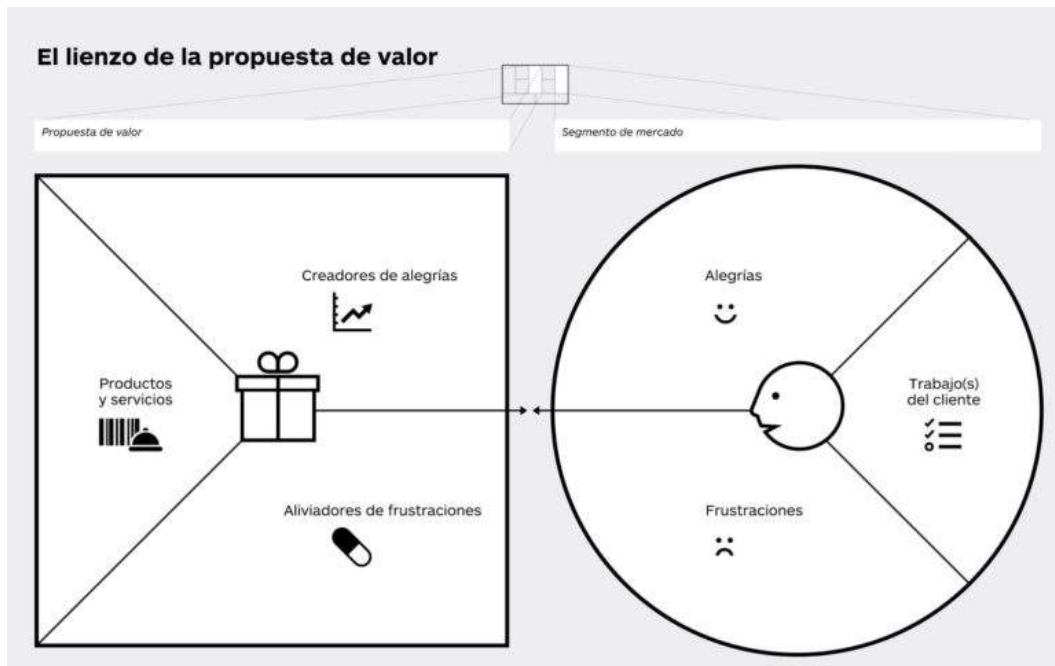 El lienzo de la propuesta de valor
Propuesta de valor
Segmento de mercado
Creadores de alegrías
Alegrías
Productos
y servicios
Trabajo(s)
del cliente
Aliviadores de frustraciones
Frustraciones